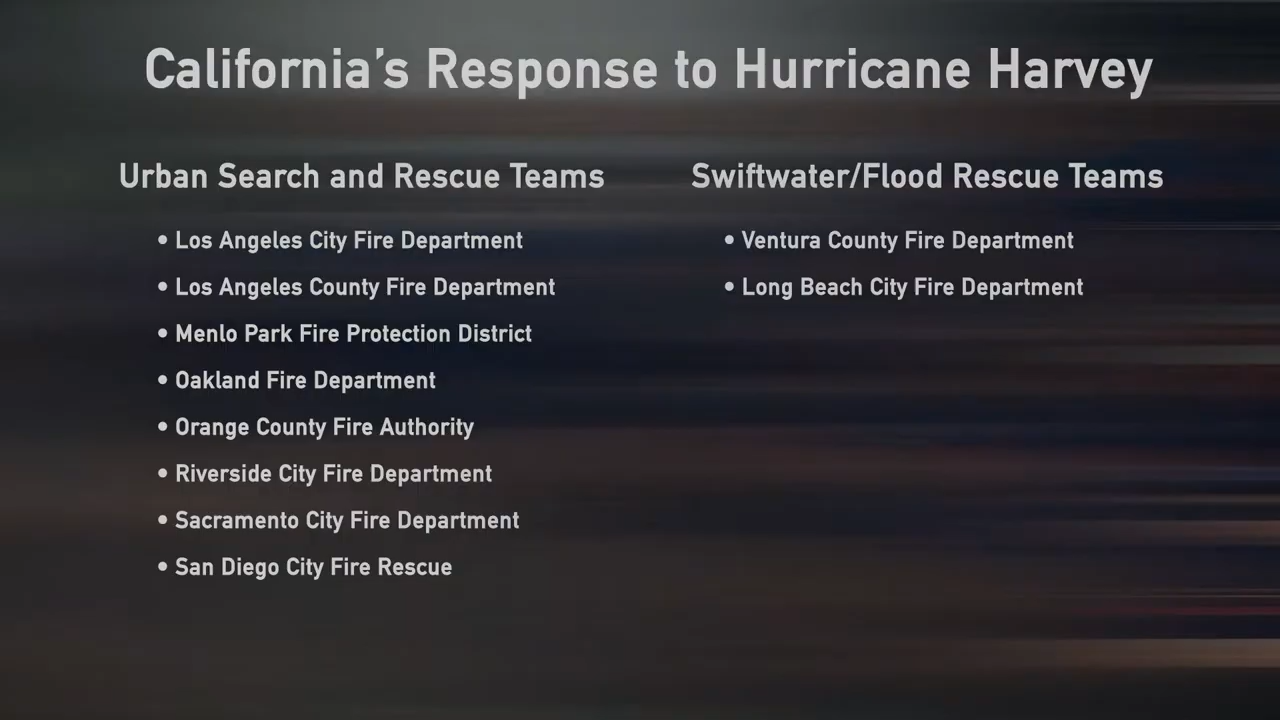 California’s Response to Hurricane Harvey
Urban Search and Rescue Teams
• Los Angeles City Fire Department
• Los Angeles County Fire Department
• Menlo Park Fire Protection District
• Oakland Fire Department
• Orange County Fire Authority
• Riverside City Fire Department
• Sacramento City Fire Department
• San Diego City Fire Rescue
Swiftwater/Flood Rescue Teams
• Ventura County Fire Department
• Long Beach City Fire Department